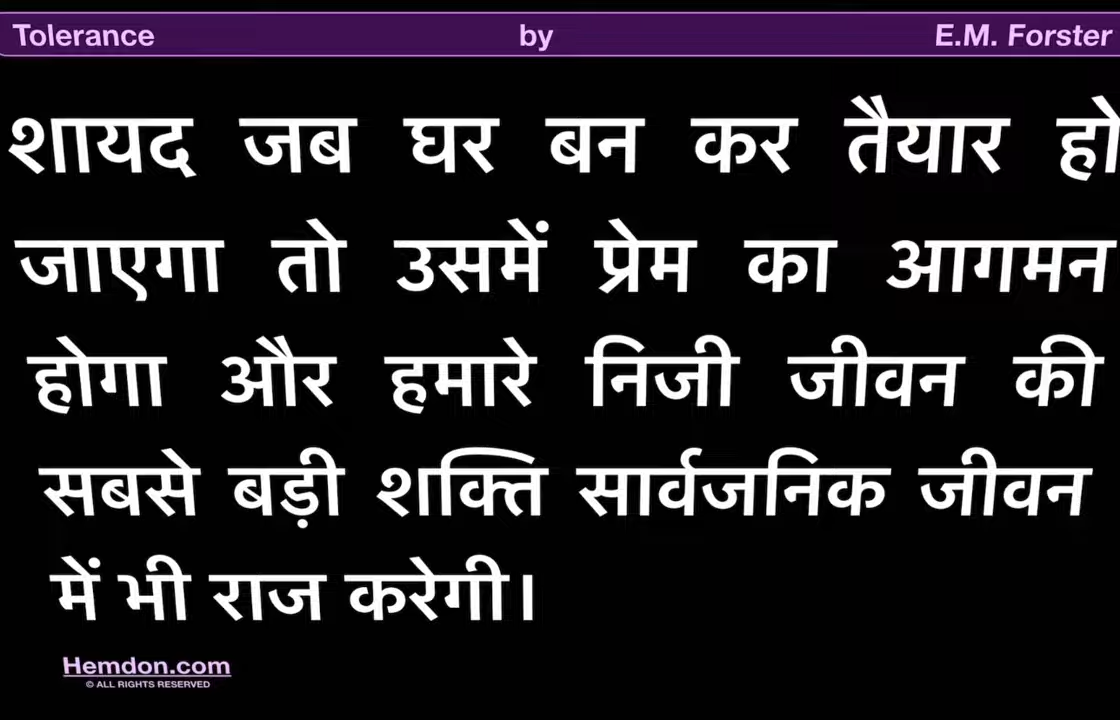 Tolerance by E.M. Forster
शायद जब घर बन कर तैयार हो
जाएगा तो उसमें प्रेम का आगमन
होगा और हमारे निजी जीवन की
सबसे बड़ी शक्ति सार्वजनिक जीवन
में भी राज करेगी।
Hemdon.com
© ALL RIGHTS RESERVED